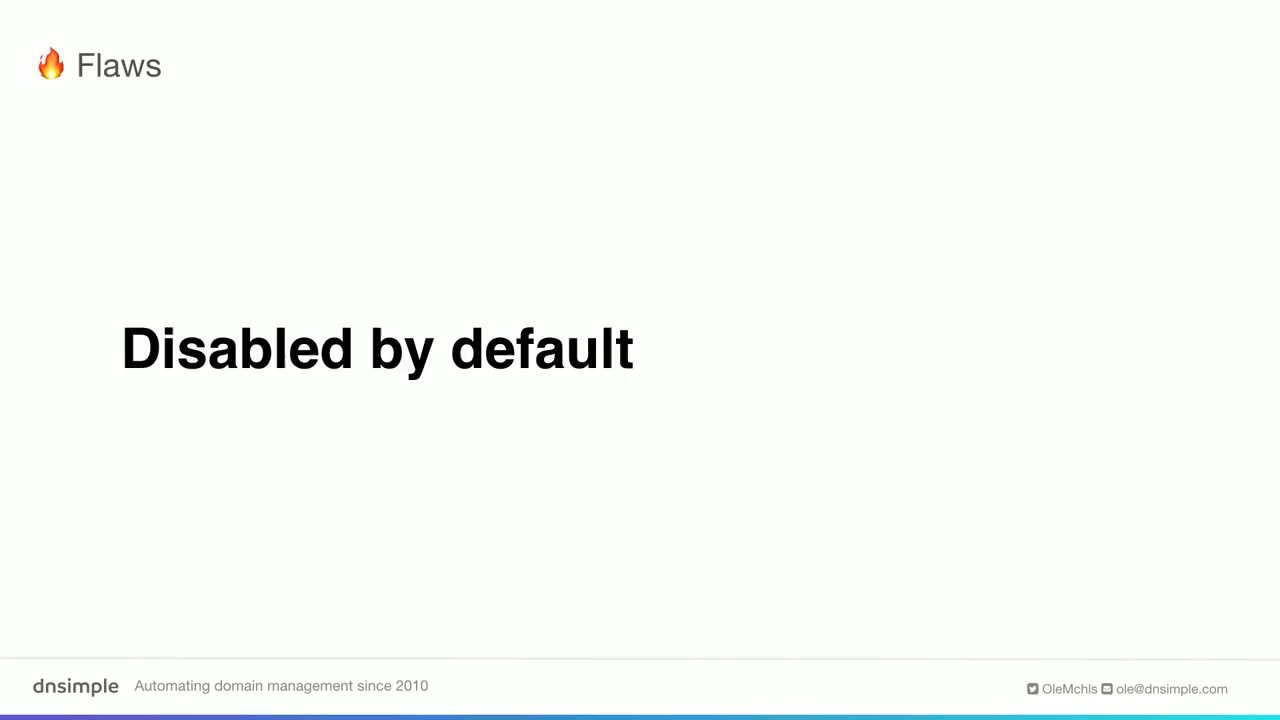 🔥 Flaws
Disabled by default
dnsimple Automating domain management since 2010
OleMchls ole@dnsimple.com